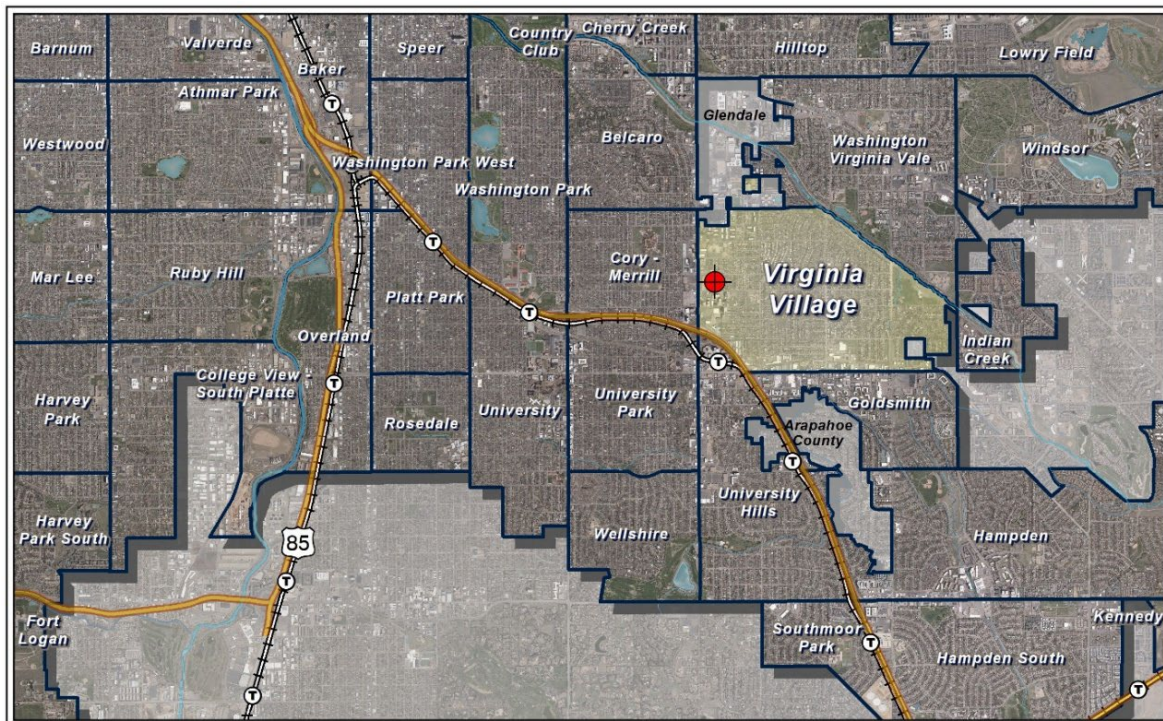 Barnum
Valverde
Speer
Country
Club
Cherry Creek
Hilltop
Lowry Field
Baker
T
Athmar Park
Glendale
Westwood
Washington Park West
Belcaro
Washington
Virginia Vale
Windsor
Washington Park
T
Mar Lee
Ruby Hill
Platt Park
Cory -
Merrill
Virginia
Village
T
Overland
T
Indian
Creek
College View
South Platte
T
Harvey
Park
Rosedale
University
University
Park
Goldsmith
Arapahoe
County
T
University
Hills
Harvey
Park South
85
Wellshire
Hampden
T
Fort
Logan
Southmoor
Park
T
Hampden South
Kennedy
T
T